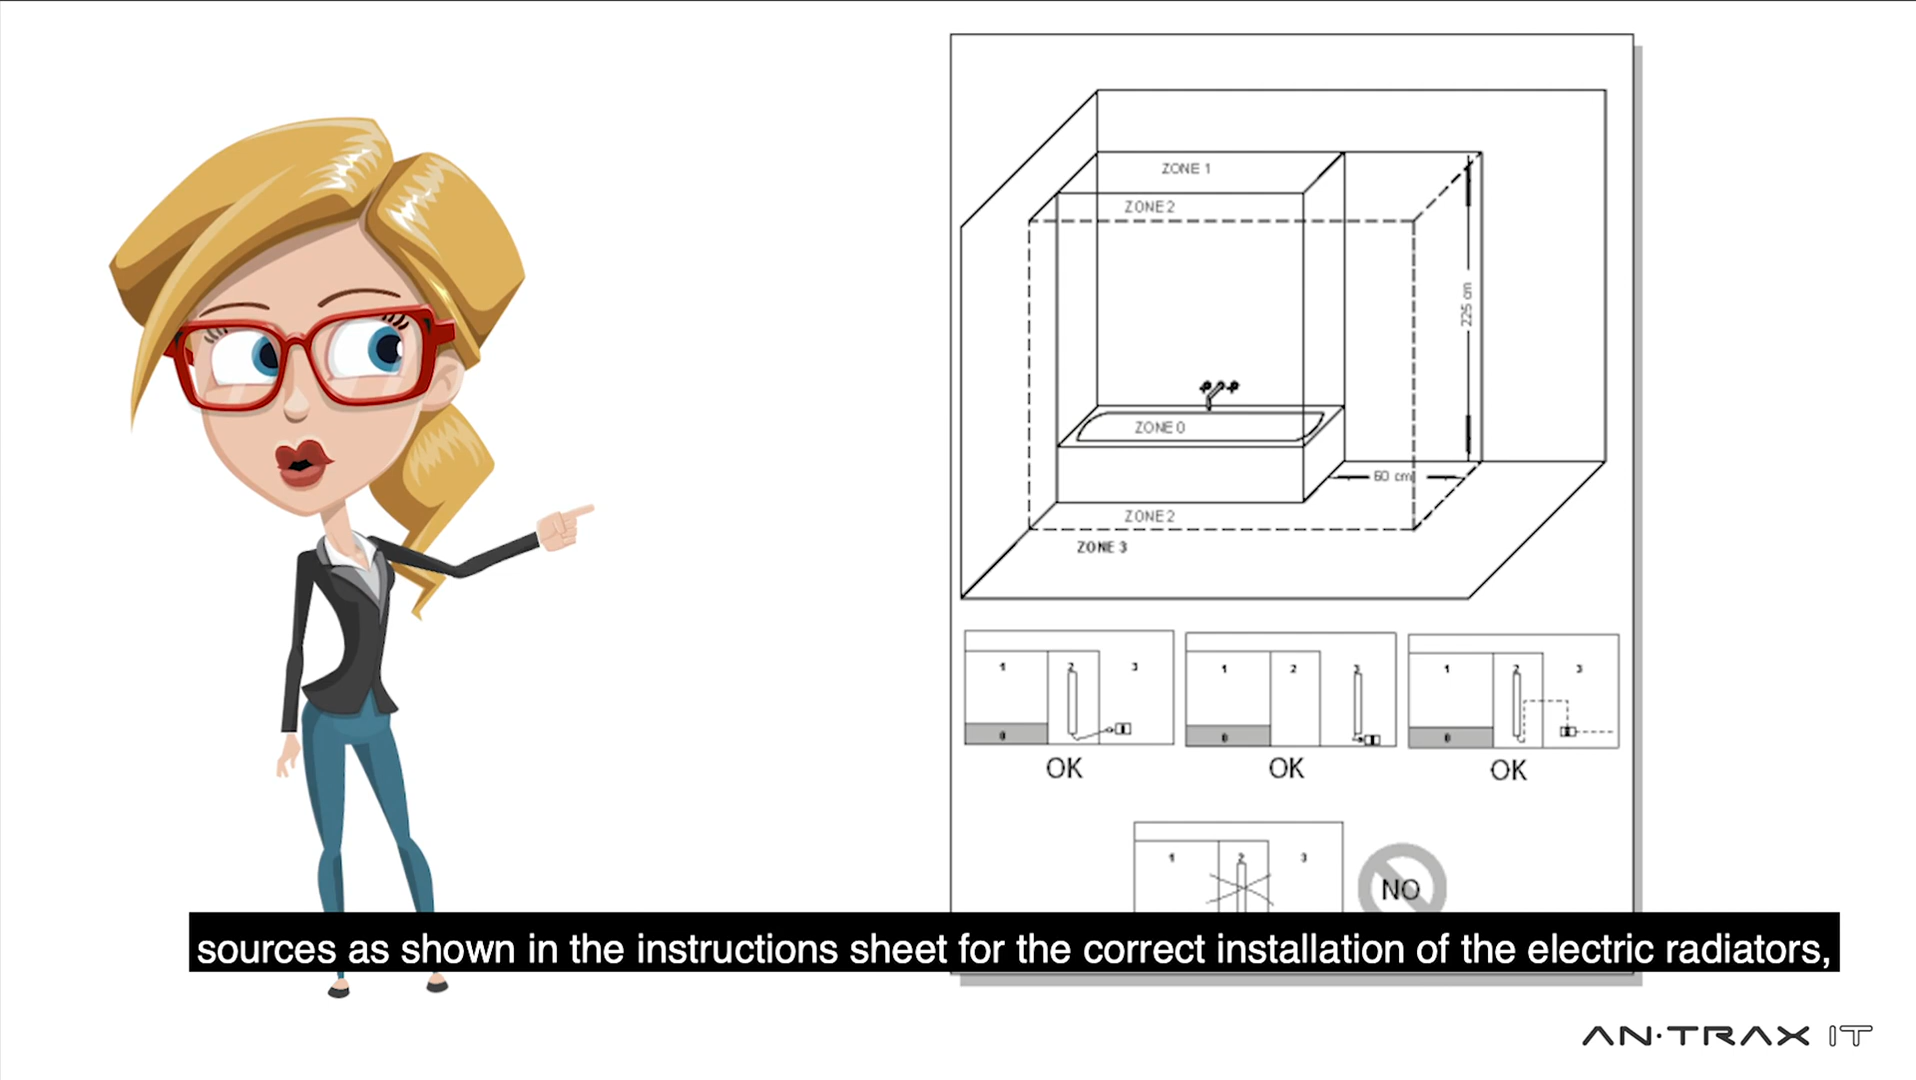 ZONE 1
ZONE 2
225 cm
ZONE 0
60 cm
ZONE 2
ZONE 3
1 2 3
0
OK
1 2 3
0
OK
1 2 3
0
OK
1 2 3
NO
sources as shown in the instructions sheet for the correct installation of the electric radiators,
AN·TRAX IT